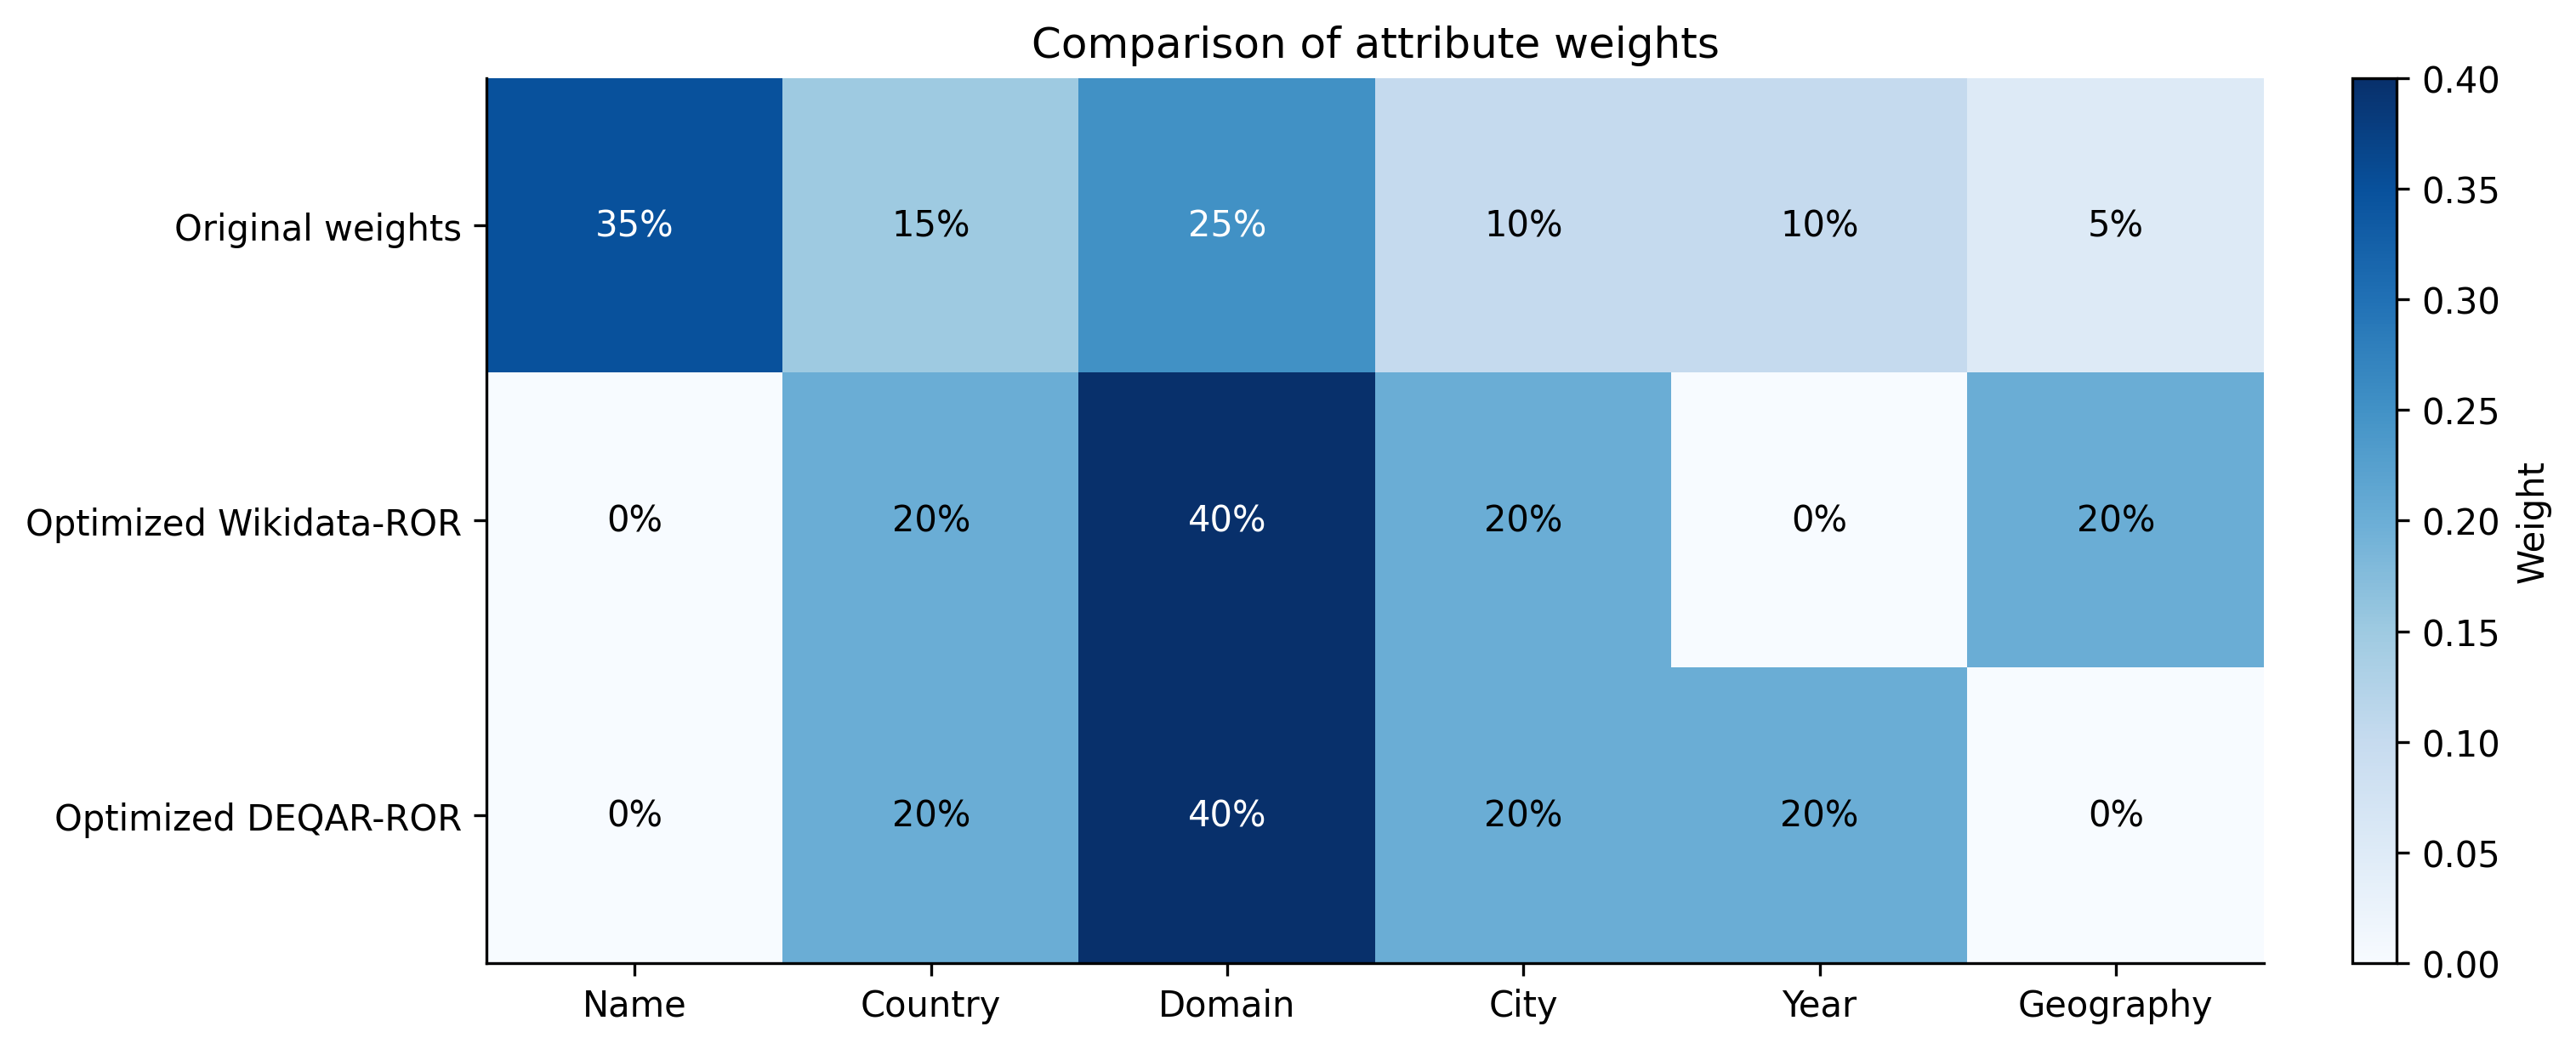 Comparison of attribute weights
Original weights 35% 15% 25% 10% 10% 5%
Optimized Wikidata-ROR 0% 20% 40% 20% 0% 20%
Optimized DEQAR-ROR 0% 20% 40% 20% 20% 0%
Name Country Domain City Year Geography
0.40
0.35
0.30
0.25
0.20
0.15
0.10
0.05
0.00
Weight